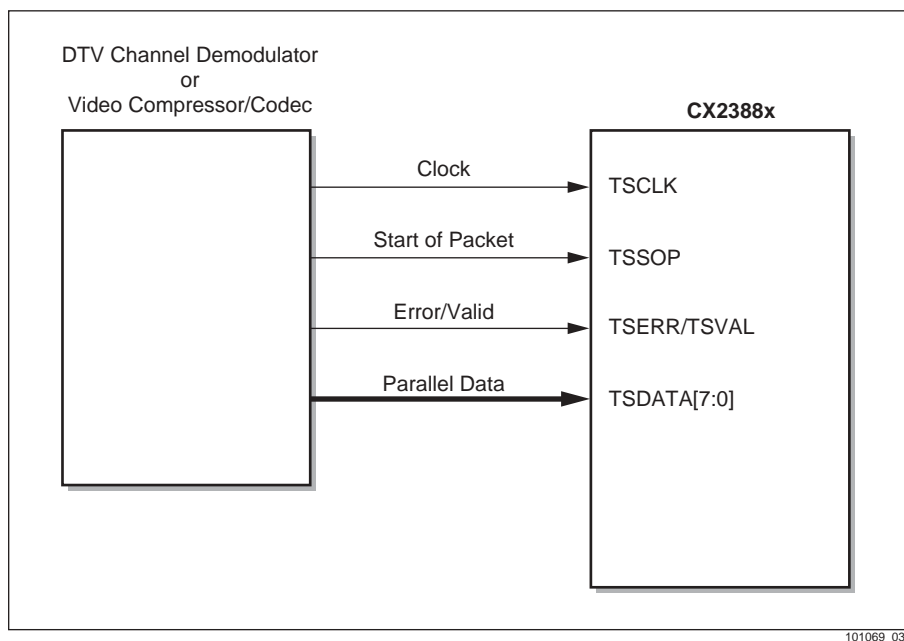 DTV Channel Demodulator
or
Video Compressor/Codec
CX2388x
Clock
TSCLK
Start of Packet
TSSOP
Error/Valid
TSERR/TSVAL
Parallel Data
TSDATA[7:0]
101069_03